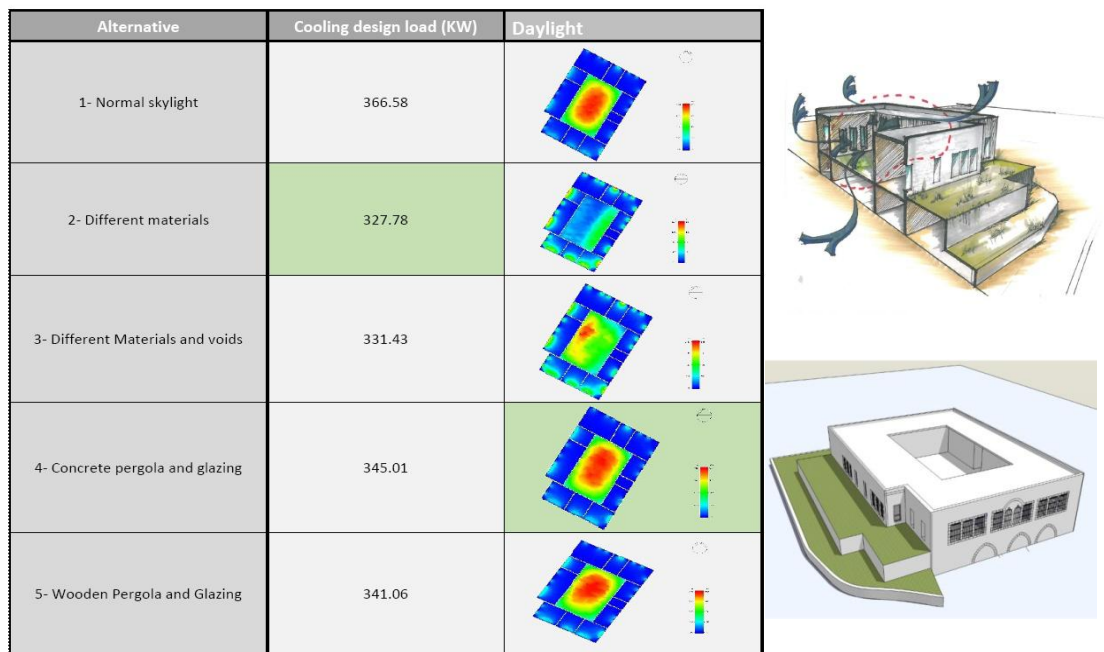 Alternative
Cooling design load (KW)
Daylight
1- Normal skylight
366.58
2- Different materials
327.78
3- Different Materials and voids
331.43
4- Concrete pergola and glazing
345.01
5- Wooden Pergola and Glazing
341.06